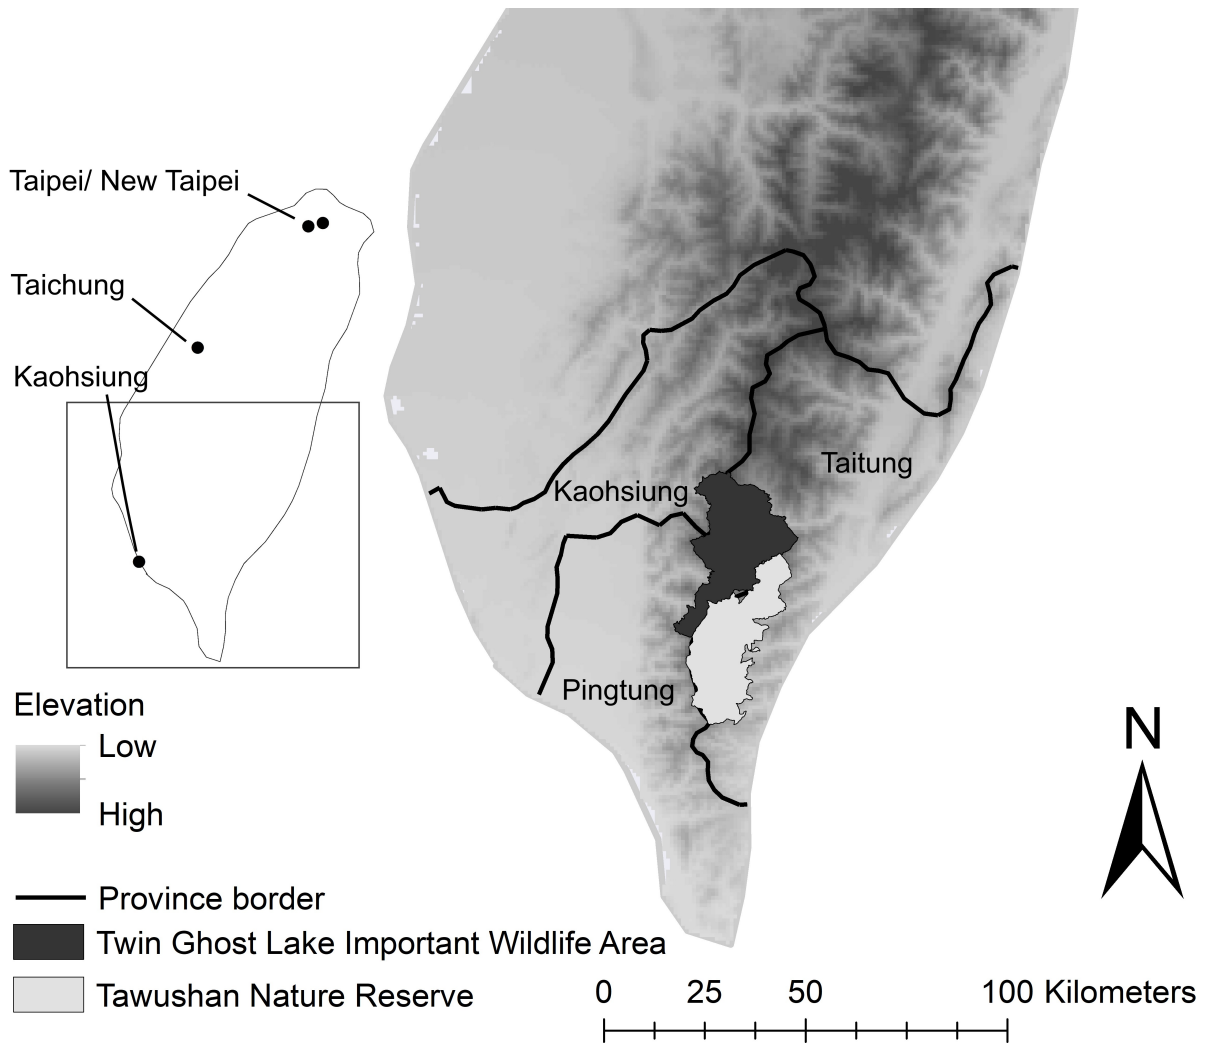 Taipei/ New Taipei
Taichung
Kaohsiung
Taitung
Kaohsiung
Pingtung
Elevation
Low
High
N
Province border
Twin Ghost Lake Important Wildlife Area
Tawushan Nature Reserve
0 25 50 100 Kilometers